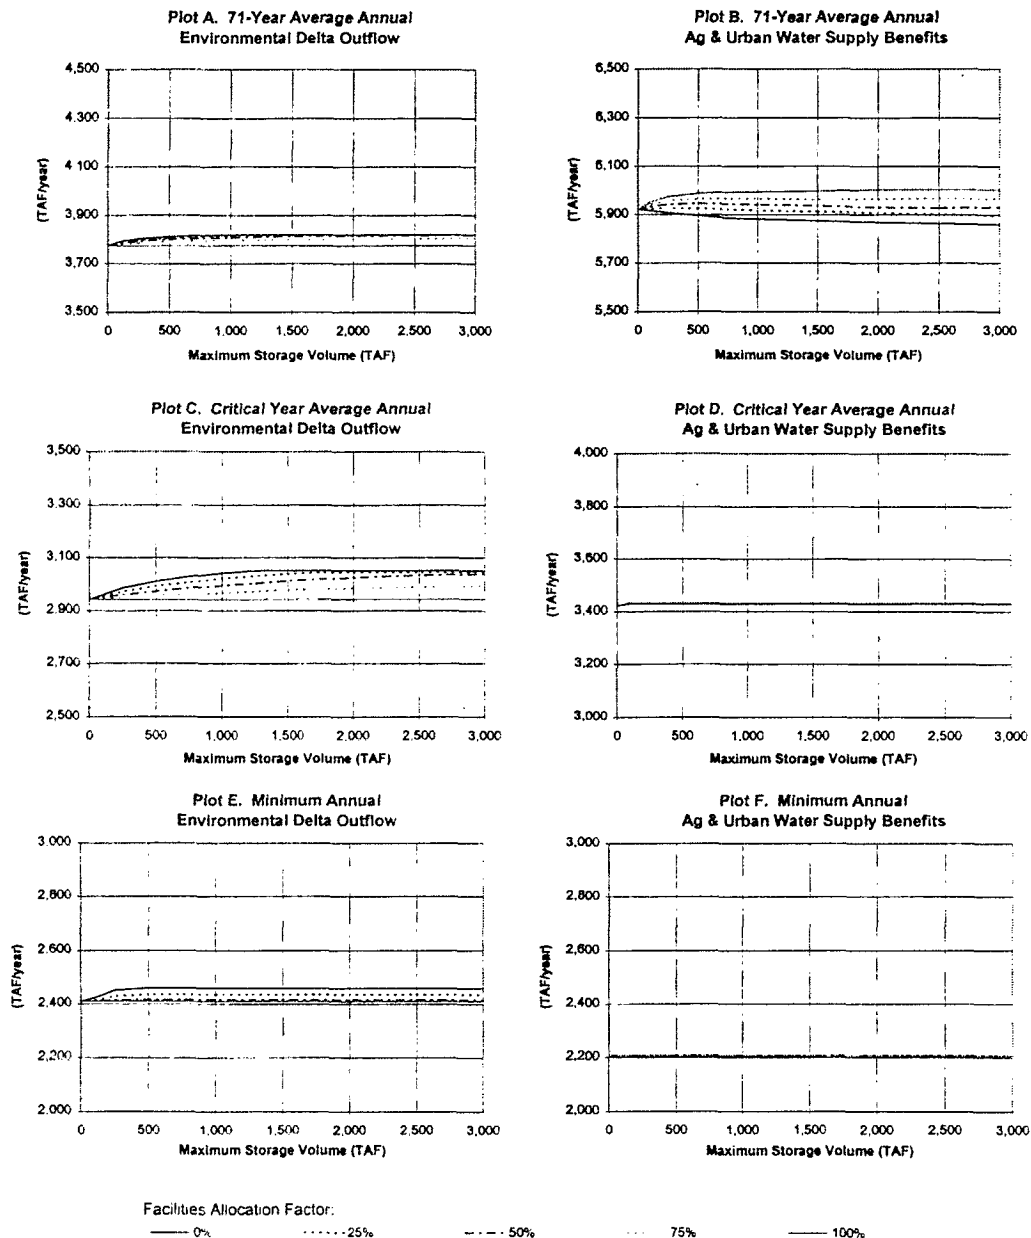 Plot A. 71-Year Average Annual
Environmental Delta Outflow
4,500
4,300
4,100
3,900
3,700
3,500
(TAF/year)
0 500 1,000 1,500 2,000 2,500 3,000
Maximum Storage Volume (TAF)
Plot B. 71-Year Average Annual
Ag & Urban Water Supply Benefits
6,500
6,300
6,100
5,900
5,700
5,500
(TAF/year)
0 500 1,000 1,500 2,000 2,500 3,000
Maximum Storage Volume (TAF)
Plot C. Critical Year Average Annual
Environmental Delta Outflow
3,500
3,300
3,100
2,900
2,700
2,500
(TAF/year)
0 500 1,000 1,500 2,000 2,500 3,000
Maximum Storage Volume (TAF)
Plot D. Critical Year Average Annual
Ag & Urban Water Supply Benefits
4,000
3,800
3,600
3,400
3,200
3,000
(TAF/year)
0 500 1,000 1,500 2,000 2,500 3,000
Maximum Storage Volume (TAF)
Plot E. Minimum Annual
Environmental Delta Outflow
3,000
2,800
2,600
2,400
2,200
2,000
(TAF/year)
0 500 1,000 1,500 2,000 2,500 3,000
Maximum Storage Volume (TAF)
Plot F. Minimum Annual
Ag & Urban Water Supply Benefits
3,000
2,800
2,600
2,400
2,200
2,000
(TAF/year)
0 500 1,000 1,500 2,000 2,500 3,000
Maximum Storage Volume (TAF)
Facilities Allocation Factor:
0% 25% 50% 75% 100%